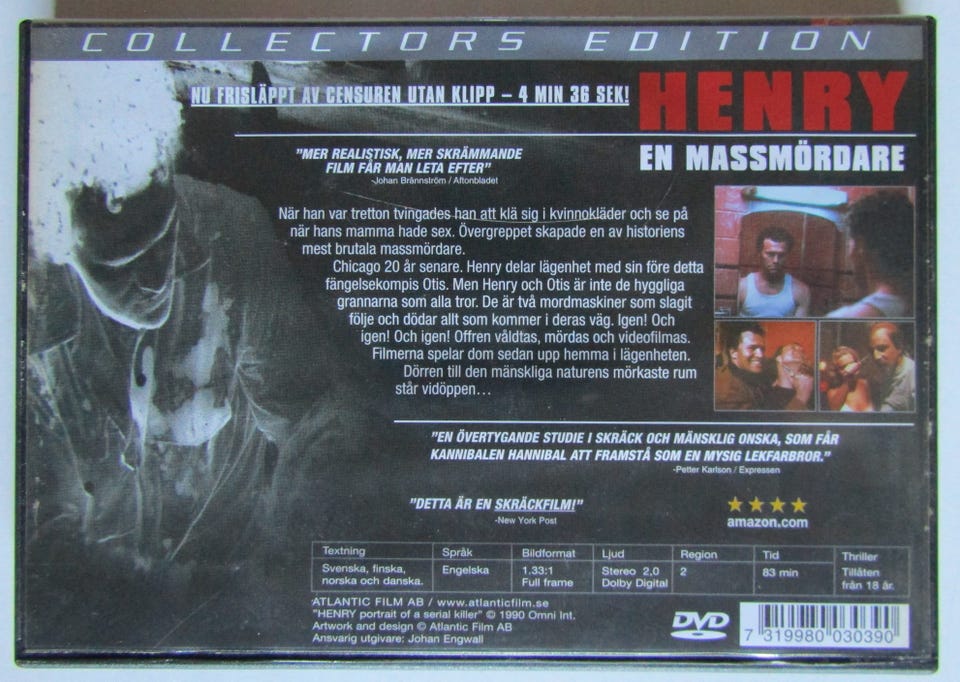 COLLECTORS EDITION
NU FRISLÄPPT AV CENSUREN UTAN KLIPP – 4 MIN 36 SEK!
HENRY
EN MASSMÖRDARE
"MER REALISTISK, MER SKRÄMMANDE
FILM FÅR MAN LETA EFTER"
-Johan Brännström / Aftonbladet
När han var tretton tvingades han att klä sig i kvinnokläder och se på
när hans mamma hade sex. Övergreppet skapade en av historiens
mest brutala massmördare.
Chicago 20 år senare. Henry delar lägenhet med sin före detta
fängelsekompis Otis. Men Henry och Otis är inte de hyggliga
grannarna som alla tror. De är två mordmaskiner som slagit
följe och dödar allt som kommer i deras väg. Igen! Och
igen! Och igen! Offren våldtas, mördas och videofilmas.
Filmerna spelar dom sedan upp hemma i lägenheten.
Dörren till den mänskliga naturens mörkaste rum
står vidöppen…
"EN ÖVERTYGANDE STUDIE I SKRÄCK OCH MÄNSKLIG ONSKA, SOM FÅR
KANNIBALEN HANNIBAL ATT FRAMSTÅ SOM EN MYSIG LEKFARBROR."
-Petter Karlson / Expressen
"DETTA ÄR EN SKRÄCKFILM!"
-New York Post
amazon.com
Textning Språk Bildformat Ljud Region Tid Thriller
Svenska, finska, Engelska 1.33:1 Stereo 2,0 2 83 min Tillåten
norska och danska. Full frame Dolby Digital från 18 år.
ATLANTIC FILM AB / www.atlanticfilm.se
"HENRY portrait of a serial killer" © 1990 Omni Int.
Artwork and design © Atlantic Film AB
Ansvarig utgivare: Johan Engwall
DVD
VIDEO
7 319980 030390